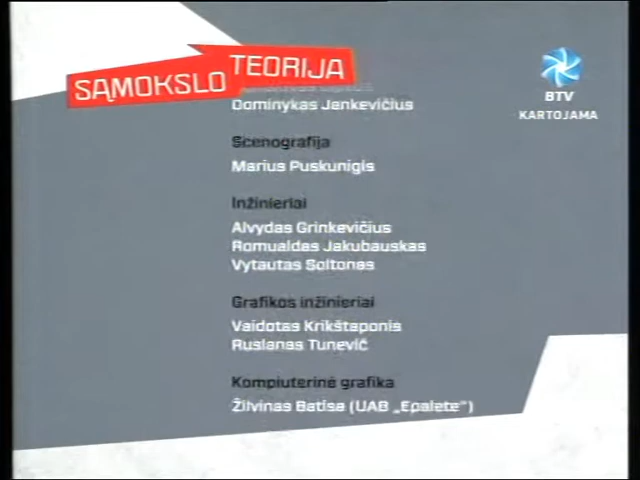 SĄMOKSLO TEORIJA
BTV
KARTOJAMA
Dominykas Jenkevičius
Scenografija
Marius Puskunigis
Inžinieriai
Alvydas Grinkevičius
Romualdas Jakubauskas
Vytautas Soltonas
Grafikos inžinieriai
Vaidotas Krikštaponis
Ruslanas Tunevič
Kompiuterinė grafika
Žilvinas Batisa (UAB „Epaletė“)